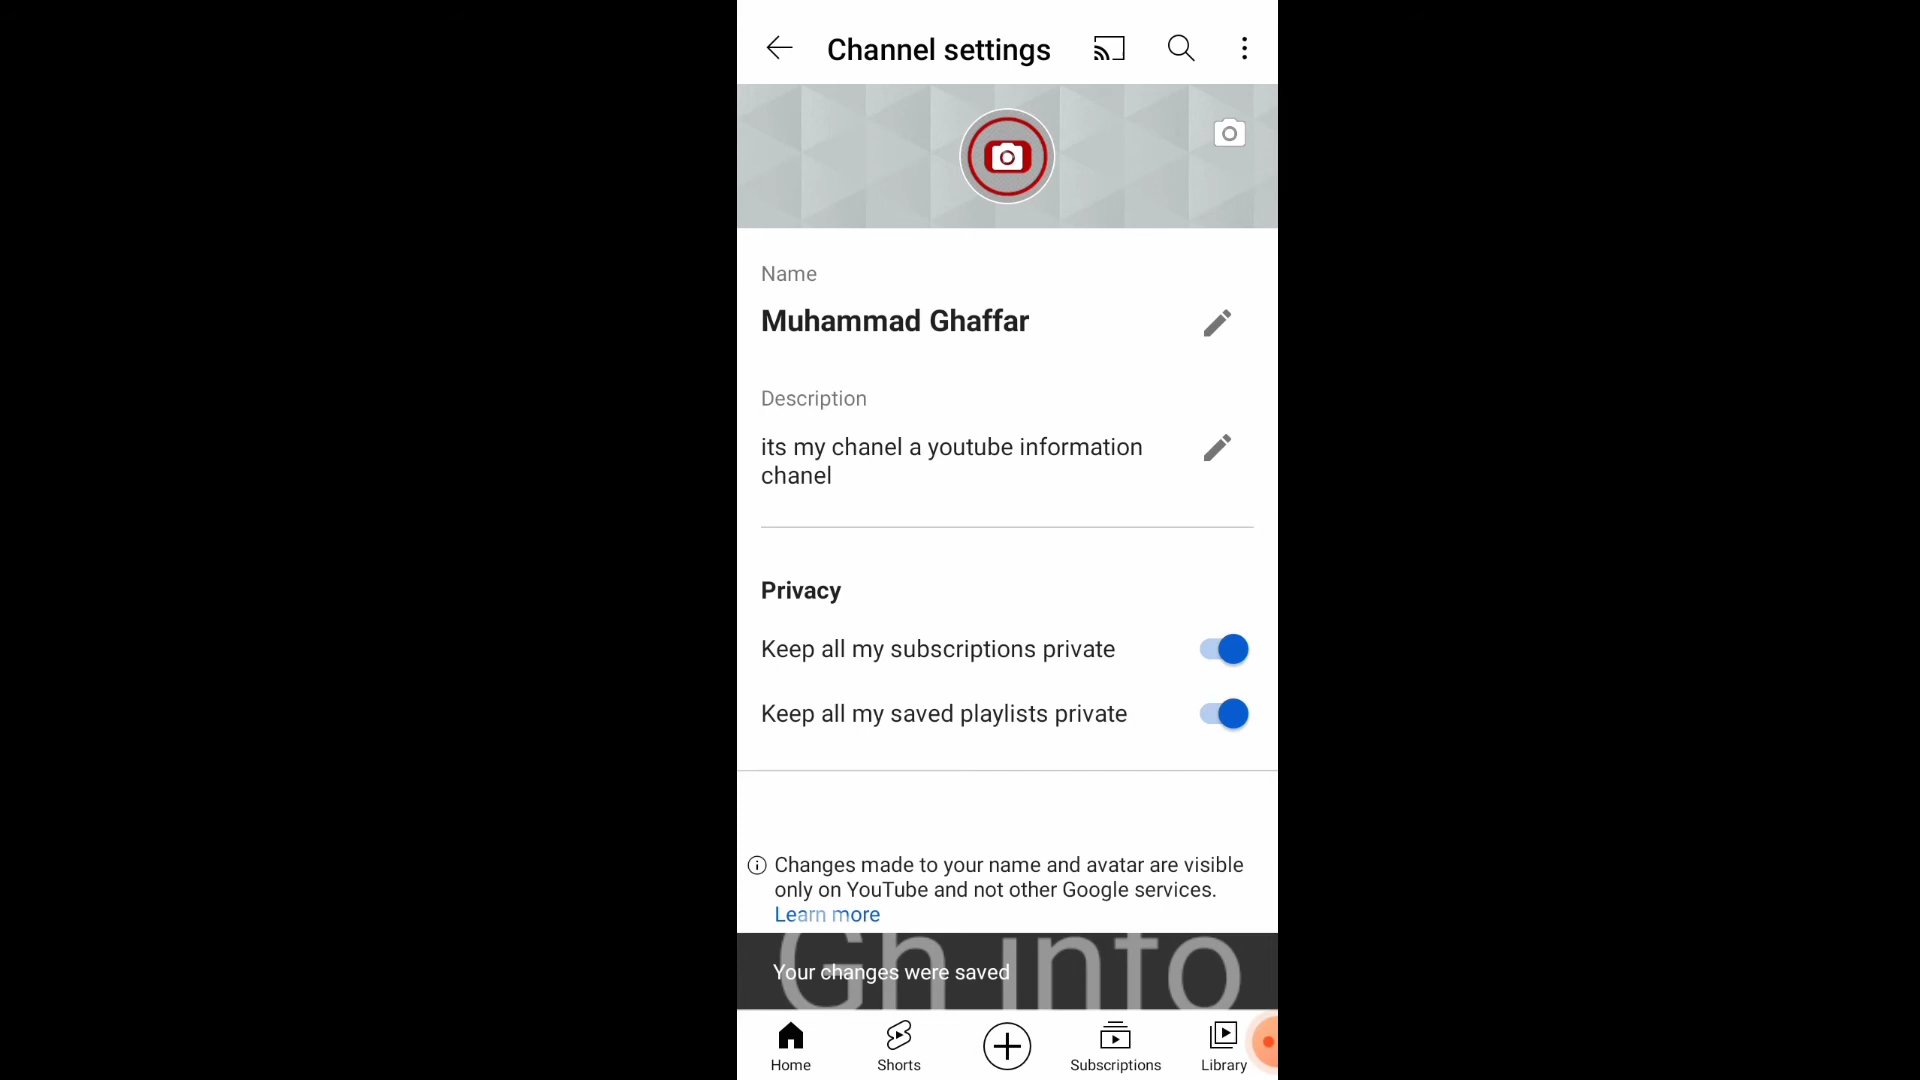 Channel settings
Name
Muhammad Ghaffar
Description
its my chanel a youtube information
chanel
Privacy
Keep all my subscriptions private
Keep all my saved playlists private
Changes made to your name and avatar are visible
only on YouTube and not other Google services.
Learn more
Gh info
Your changes were saved
Home
Shorts
Subscriptions
Library